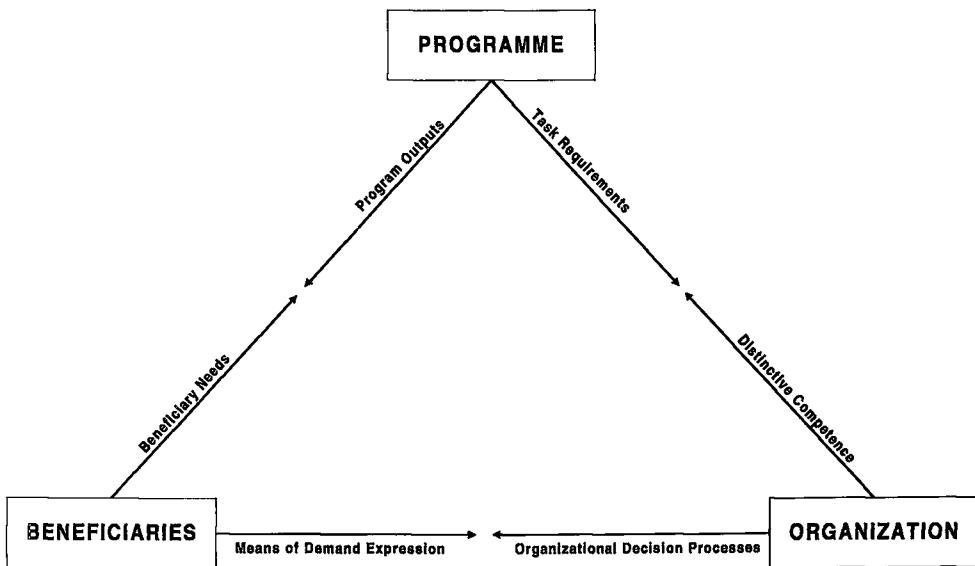 PROGRAMME
Program Outputs
Task Requirements
Beneficiary Needs
Distinctive Competence
BENEFICIARIES
Means of Demand Expression
Organizational Decision Processes
ORGANIZATION